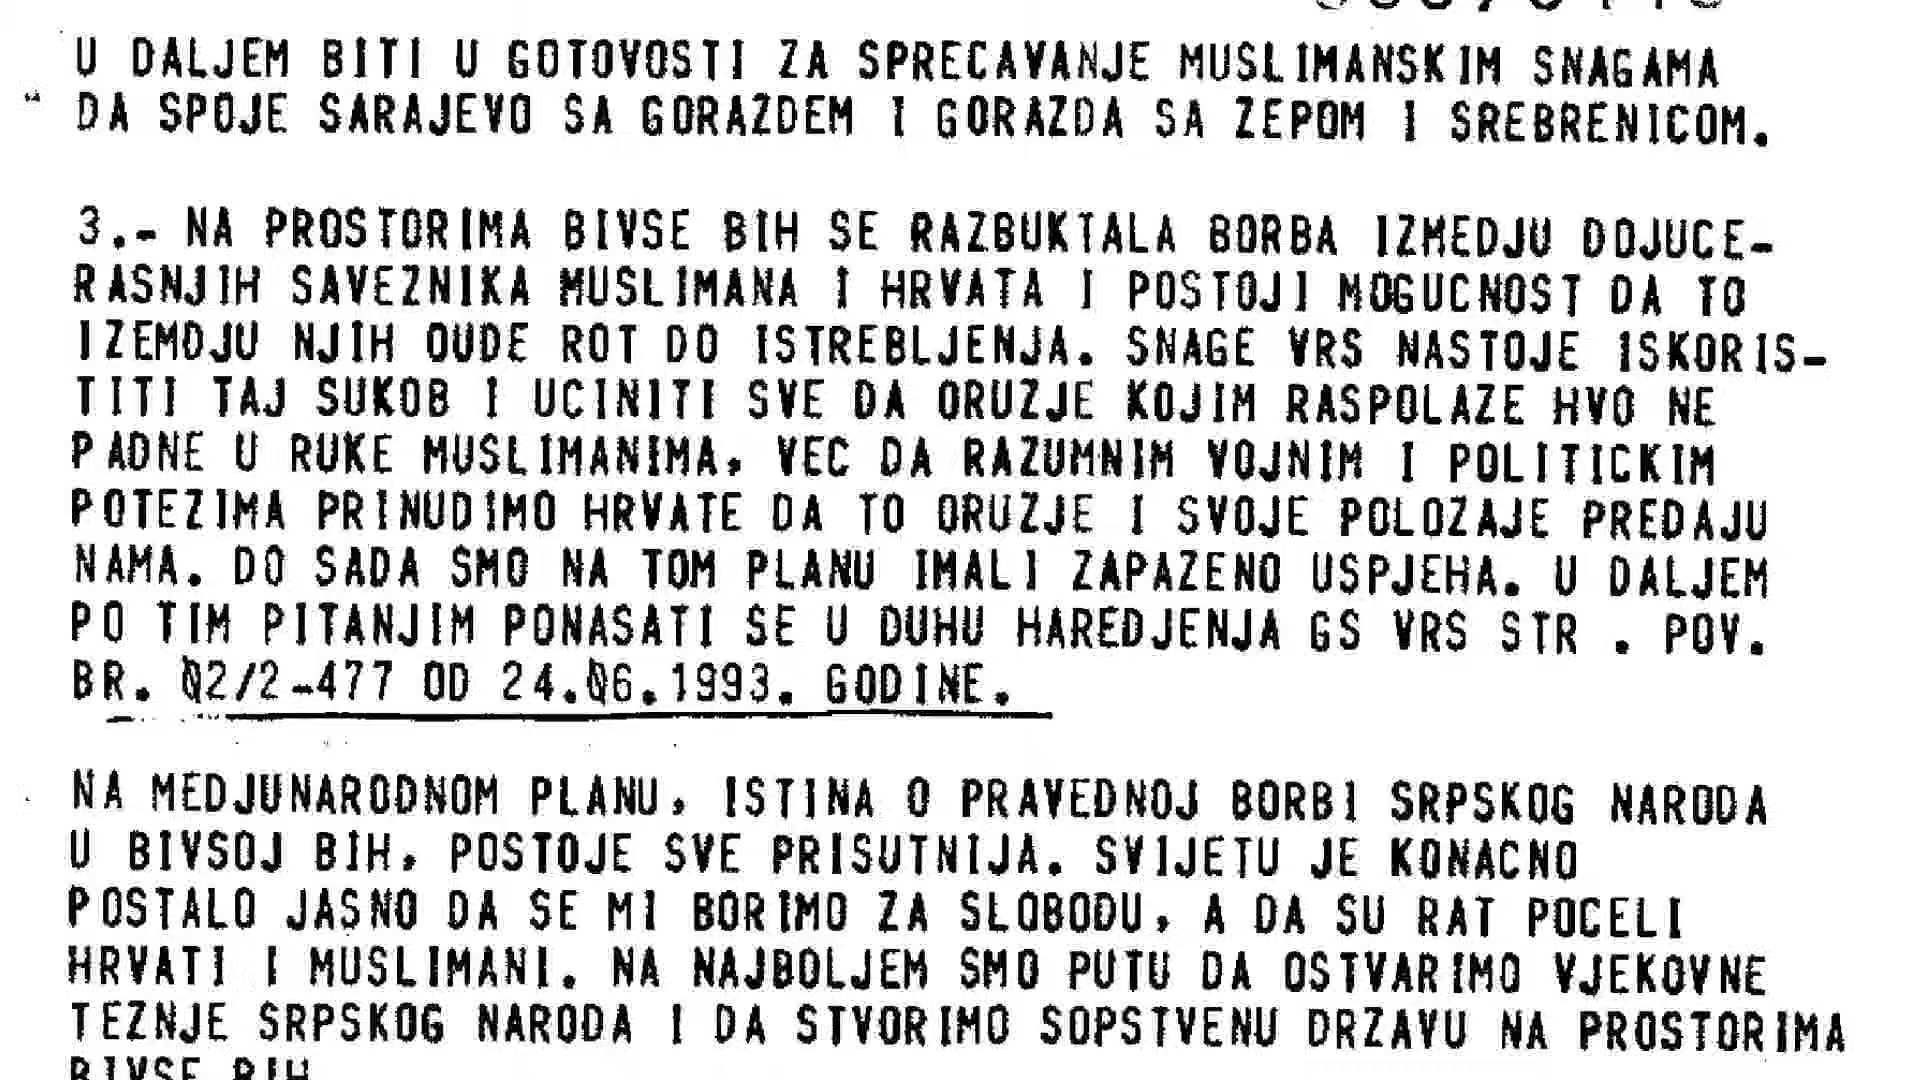 U DALJEM BITI U GOTOVOSTI ZA SPRECAVANJE MUSLIMANSKIM SNAGAMA
DA SPOJE SARAJEVO SA GORAZDEM I GORAZDA SA ZEPOM I SREBRENICOM.
3.- NA PROSTORIMA BIVSE BIH SE RAZBUKTALA BORBA IZMEDJU DOJUCE-
RASNJIH SAVEZNIKA MUSLIMANA I HRVATA I POSTOJI MOGUCNOST DA TO
IZEMDJU NJIH OUDE ROT DO ISTREBLJENJA. SNAGE VRS NASTOJE ISKORIS-
TITI TAJ SUKOB I UCINITI SVE DA ORUZJE KOJIM RASPOLAZE HVO NE
PADNE U RUKE MUSLIMANIMA, VEC DA RAZUMNIM VOJNIM I POLITICKIM
POTEZIMA PRINUDIMO HRVATE DA TO ORUZJE I SVOJE POLOZAJE PREDAJU
NAMA. DO SADA SMO NA TOM PLANU IMALI ZAPAZENO USPJEHA. U DALJEM
PO TIM PITANJIM PONASATI SE U DUHU HAREDJENJA GS VRS STR . POV.
BR. 02/2-477 OD 24.06.1993. GODINE.
NA MEDJUNARODNOM PLANU, ISTINA O PRAVEDNOJ BORBI SRPSKOG NARODA
U BIVSOJ BIH, POSTOJE SVE PRISUTNIJA. SVIJETU JE KONACNO
POSTALO JASNO DA SE MI BORIMO ZA SLOBODU, A DA SU RAT POCELI
HRVATI I MUSLIMANI. NA NAJBOLJEM SMO PUTU DA OSTVARIMO VJEKOVNE
TEZNJE SRPSKOG NARODA I DA STVORIMO SOPSTVENU DRZAVU NA PROSTORIMA
BIVSE BIH